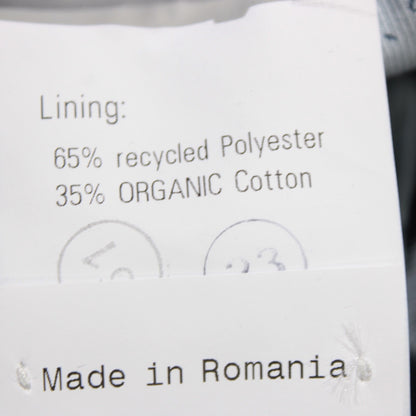 Lining:
65% recycled Polyester
35% ORGANIC Cotton
Made in Romania